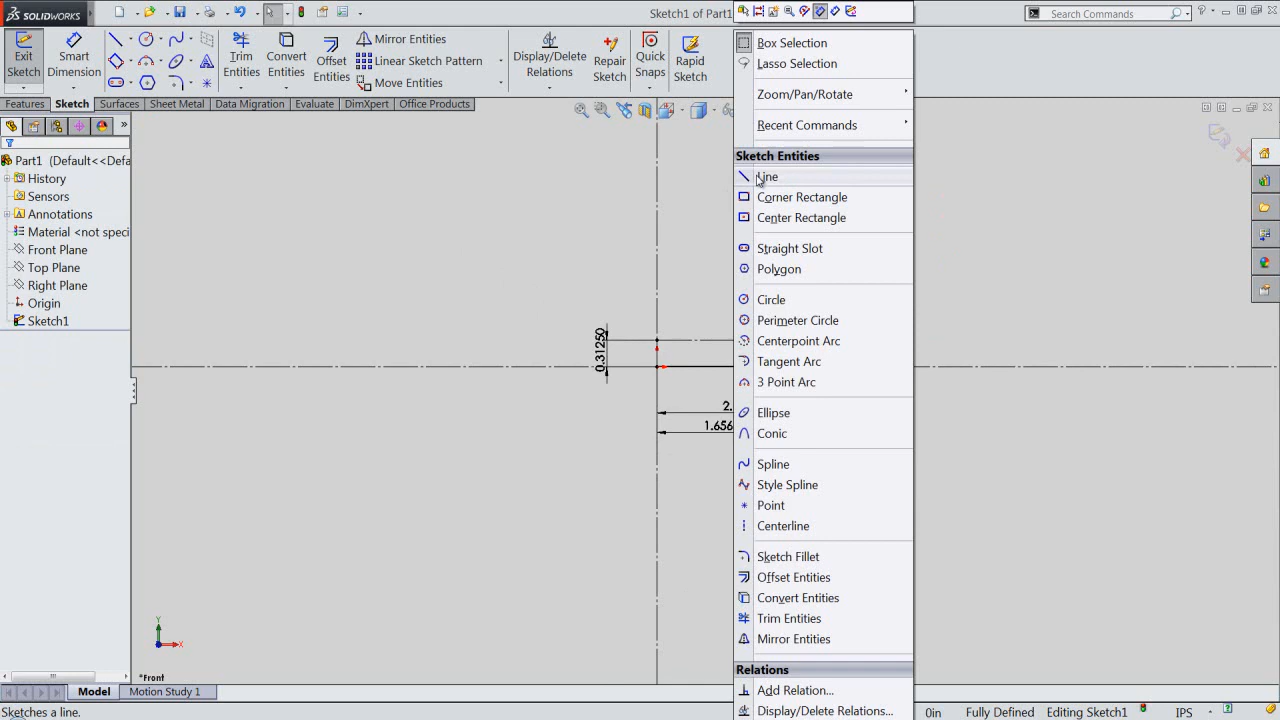 SOLIDWORKS
Sketch1 of Part1
Search Commands
Exit Sketch
Smart Dimension
Trim Entities
Convert Entities
Offset Entities
Mirror Entities
Linear Sketch Pattern
Move Entities
Display/Delete Relations
Repair Sketch
Quick Snaps
Rapid Sketch
Features
Sketch
Surfaces
Sheet Metal
Data Migration
Evaluate
DimXpert
Office Products
Part1 (Default<<Defa
History
Sensors
Annotations
Material <not speci
Front Plane
Top Plane
Right Plane
Origin
Sketch1
0.31250
2.
1.656
Y
X
*Front
Box Selection
Lasso Selection
Zoom/Pan/Rotate
Recent Commands
Sketch Entities
Line
Corner Rectangle
Center Rectangle
Straight Slot
Polygon
Circle
Perimeter Circle
Centerpoint Arc
Tangent Arc
3 Point Arc
Ellipse
Conic
Spline
Style Spline
Point
Centerline
Sketch Fillet
Offset Entities
Convert Entities
Trim Entities
Mirror Entities
Relations
Add Relation...
Display/Delete Relations...
Model
Motion Study 1
Sketches a line.
0in
Fully Defined
Editing Sketch1
IPS